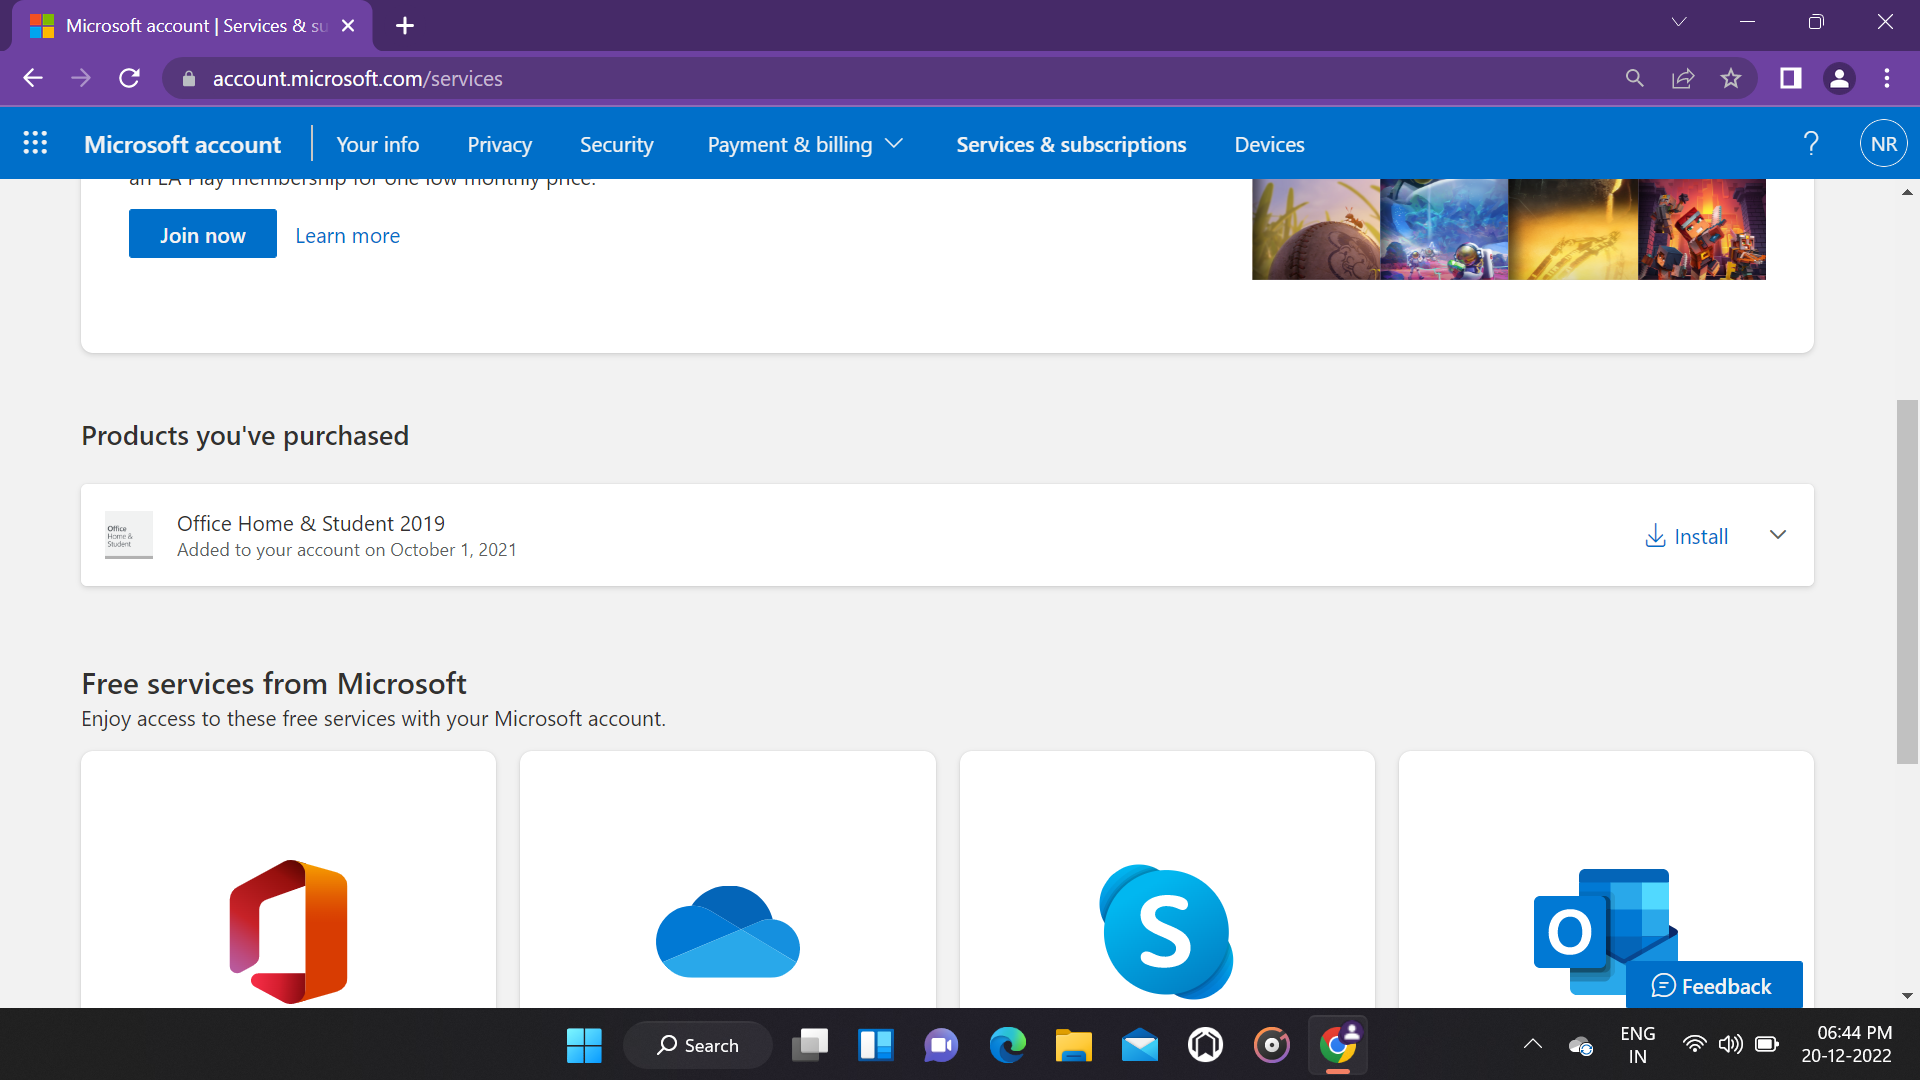 Microsoft account | Services & su
account.microsoft.com/services
Microsoft account
Your info
Privacy
Security
Payment & billing
Services & subscriptions
Devices
?
NR
an EA Play membership for one low monthly price.
Join now
Learn more
Products you've purchased
Office
Home &
Student
Office Home & Student 2019
Added to your account on October 1, 2021
Install
Free services from Microsoft
Enjoy access to these free services with your Microsoft account.
S
O
Feedback
Search
ENG
IN
06:44 PM
20-12-2022